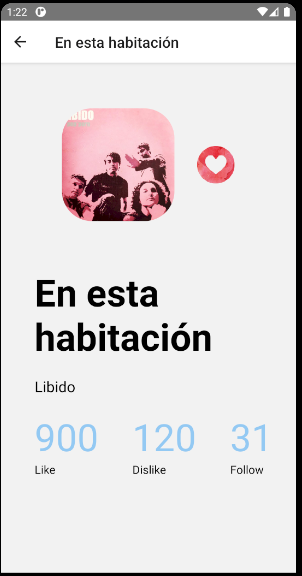 1:22
En esta habitación
En esta
habitación
Libido
900 120 31
Like Dislike Follow